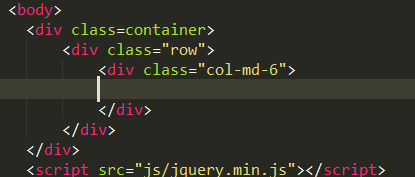 <body>
<div class=container>
<div class="row">
<div class="col-md-6">
</div>
</div>
</div>
<script src="js/jquery.min.js"></script>